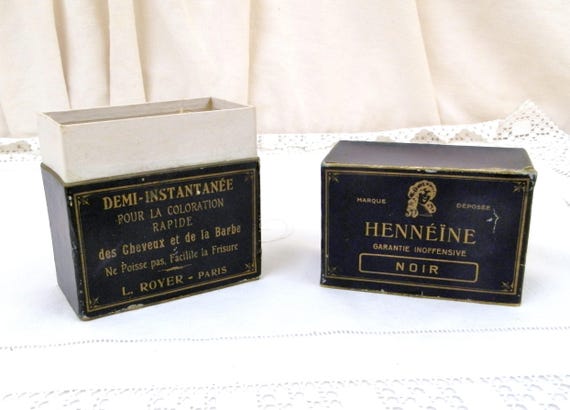 DEMI-INSTANTANÉE
POUR LA COLORATION
RAPIDE
des Cheveux et de la Barbe
Ne Poisse pas, Facilite la Frisure
L. ROYER - PARIS
MARQUE DÉPOSÉE
HENNÉÏNE
GARANTIE INOFFENSIVE
NOIR